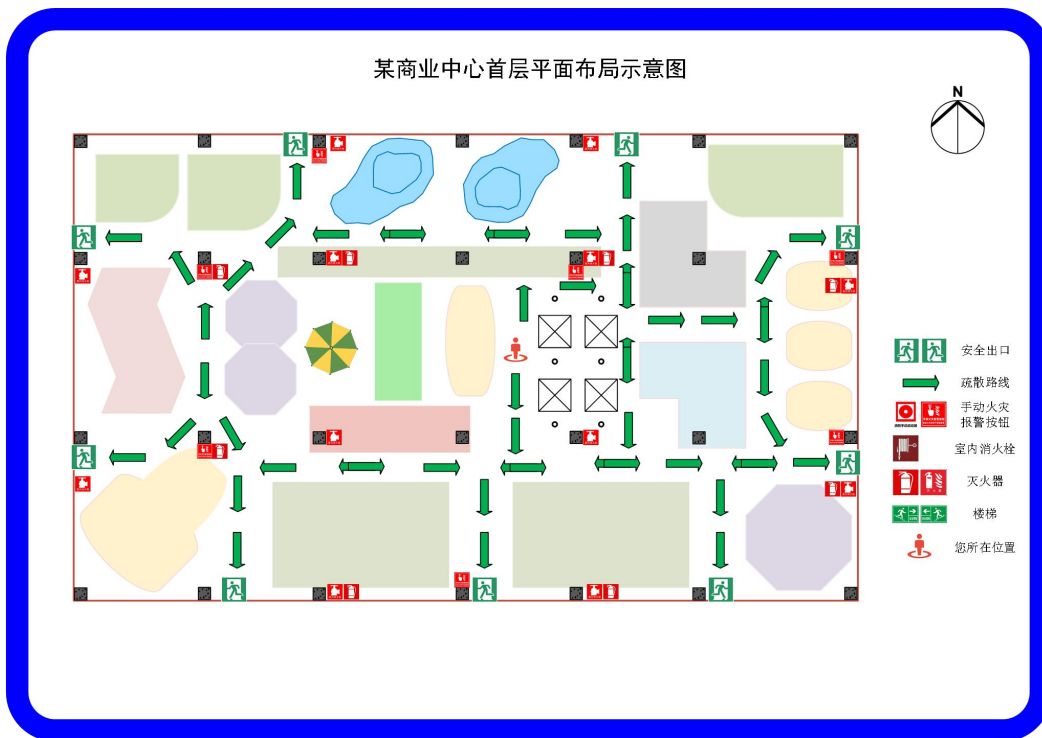 某商业中心首层平面布局示意图
N
安全出口
疏散路线
手动火灾
报警按钮
室内消火栓
灭火器
楼梯
您所在位置